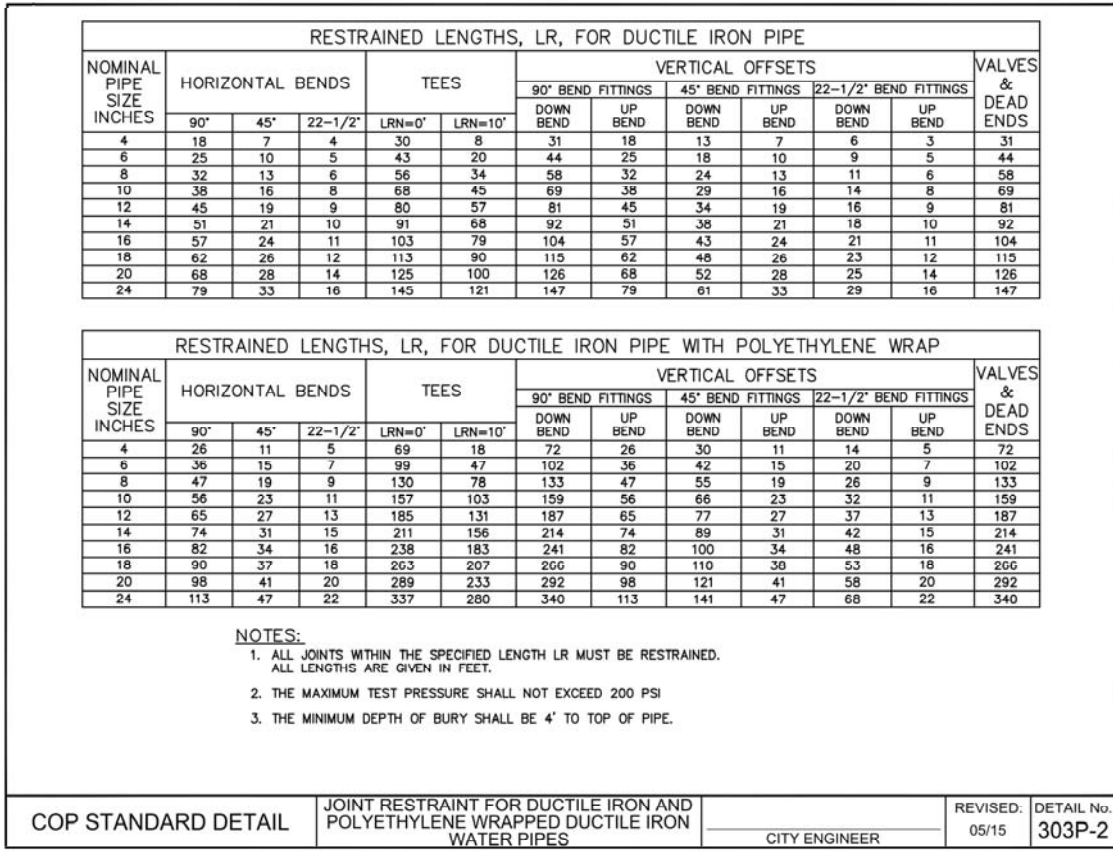 RESTRAINED LENGTHS, LR, FOR DUCTILE IRON PIPE
NOMINAL PIPE SIZE INCHES HORIZONTAL BENDS TEES VERTICAL OFFSETS VALVES & DEAD ENDS
90° BEND FITTINGS 45° BEND FITTINGS 22-1/2° BEND FITTINGS
90° 45° 22-1/2° LRN=0' LRN=10' DOWN BEND UP BEND DOWN BEND UP BEND DOWN BEND UP BEND
4 18 7 4 30 8 31 18 13 7 6 3 31
6 25 10 5 43 20 44 25 18 10 9 5 44
8 32 13 6 56 34 58 32 24 13 11 6 58
10 38 16 8 68 45 69 38 29 16 14 8 69
12 45 19 9 80 57 81 45 34 19 16 9 81
14 51 21 10 91 68 92 51 38 21 18 10 92
16 57 24 11 103 79 104 57 43 24 21 11 104
18 62 26 12 113 90 115 62 48 26 23 12 115
20 68 28 14 125 100 126 68 52 28 25 14 126
24 79 33 16 145 121 147 79 61 33 29 16 147
RESTRAINED LENGTHS, LR, FOR DUCTILE IRON PIPE WITH POLYETHYLENE WRAP
NOMINAL PIPE SIZE INCHES HORIZONTAL BENDS TEES VERTICAL OFFSETS VALVES & DEAD ENDS
90° BEND FITTINGS 45° BEND FITTINGS 22-1/2° BEND FITTINGS
90° 45° 22-1/2° LRN=0' LRN=10' DOWN BEND UP BEND DOWN BEND UP BEND DOWN BEND UP BEND
4 26 11 5 69 18 72 26 30 11 14 5 72
6 36 15 7 99 47 102 36 42 15 20 7 102
8 47 19 9 130 78 133 47 55 19 26 9 133
10 56 23 11 157 103 159 56 66 23 32 11 159
12 65 27 13 185 131 187 65 77 27 37 13 187
14 74 31 15 211 156 214 74 89 31 42 15 214
16 82 34 16 238 183 241 82 100 34 48 16 241
18 90 37 18 263 207 266 90 110 38 53 18 266
20 98 41 20 289 233 292 98 121 41 58 20 292
24 113 47 22 337 280 340 113 141 47 68 22 340
NOTES:
1. ALL JOINTS WITHIN THE SPECIFIED LENGTH LR MUST BE RESTRAINED.
ALL LENGTHS ARE GIVEN IN FEET.
2. THE MAXIMUM TEST PRESSURE SHALL NOT EXCEED 200 PSI
3. THE MINIMUM DEPTH OF BURY SHALL BE 4' TO TOP OF PIPE.
COP STANDARD DETAIL
JOINT RESTRAINT FOR DUCTILE IRON AND
POLYETHYLENE WRAPPED DUCTILE IRON
WATER PIPES
CITY ENGINEER
REVISED:
05/15
DETAIL No.
303P-2